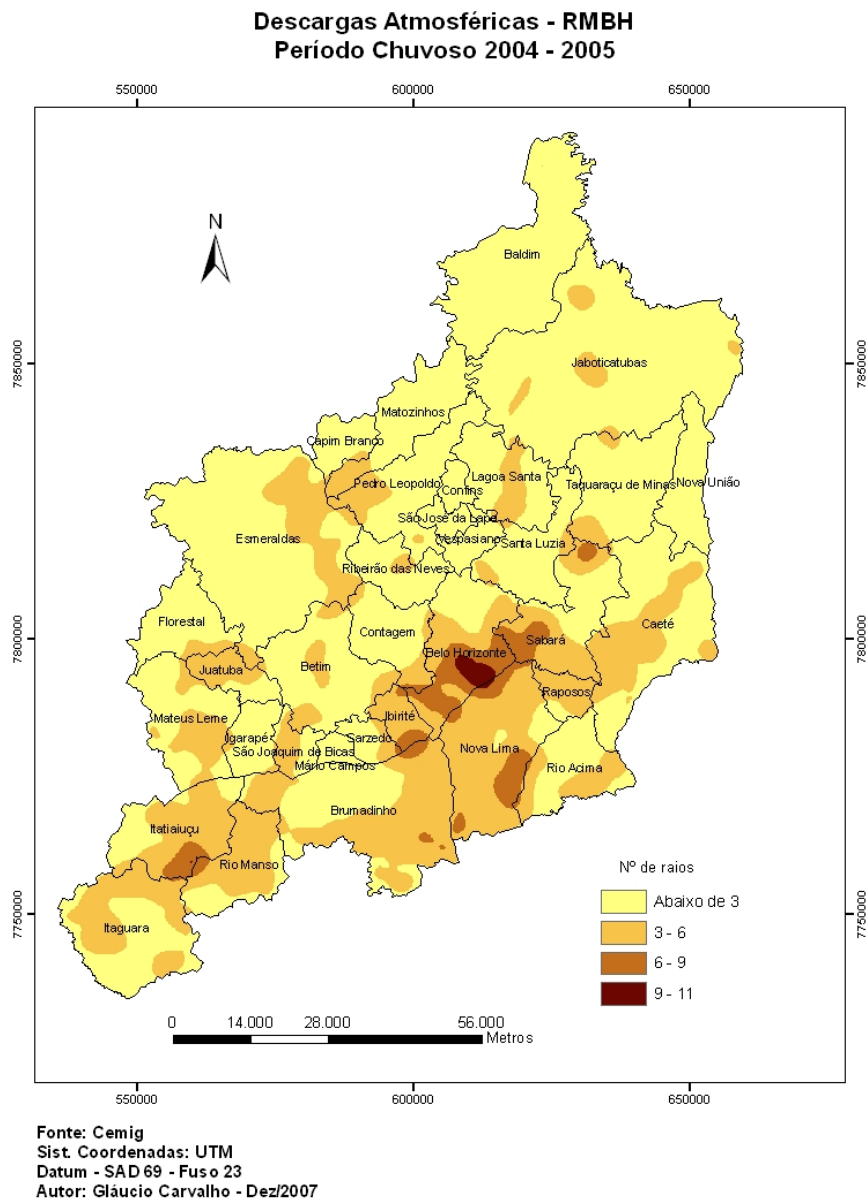 Descargas Atmosféricas - RMBH
Período Chuvoso 2004 - 2005
550000
600000
650000
N
Baldim
7850000
7850000
Jaboticatubas
Matozinhos
Capim Branco
Pedro Leopoldo
Lagoa Santa
Taquaraçu de Minas
Nova União
Confins
São José da Lapa
Esmeraldas
Vespasiano
Santa Luzia
Ribeirão das Neves
Florestal
Contagem
Caeté
7800000
7800000
Belo Horizonte
Sabará
Juatuba
Betim
Raposos
Mateus Leme
Ibirité
Igarapé
Sarzedo
Nova Lima
São Joaquim de Bicas
Mário Campos
Rio Acima
Brumadinho
Itatiaiuçu
Rio Manso
Nº de raios
Abaixo de 3
7750000
7750000
Itaguara
3 - 6
6 - 9
9 - 11
0 14.000 28.000 56.000
Metros
550000
600000
650000
Fonte: Cemig
Sist. Coordenadas: UTM
Datum - SAD 69 - Fuso 23
Autor: Gláucio Carvalho - Dez/2007